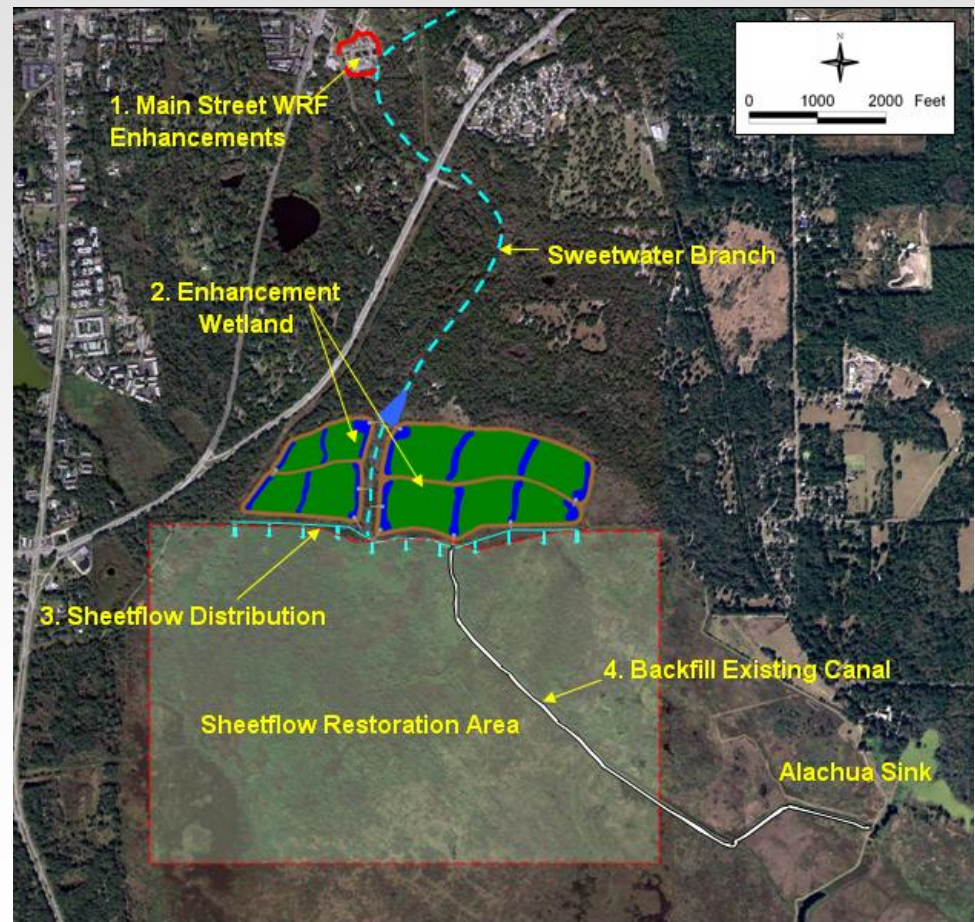 N
0 1000 2000 Feet
1. Main Street WRF
Enhancements
Sweetwater Branch
2. Enhancement
Wetland
3. Sheetflow Distribution
4. Backfill Existing Canal
Sheetflow Restoration Area
Alachua Sink